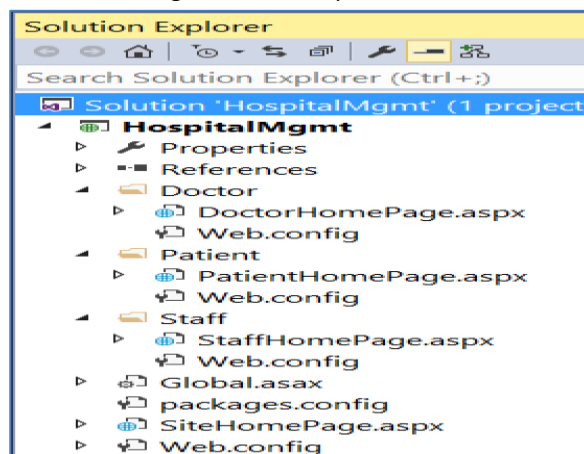 Solution Explorer
Search Solution Explorer (Ctrl+;)
Solution 'HospitalMgmt' (1 project
HospitalMgmt
Properties
References
Doctor
DoctorHomePage.aspx
Web.config
Patient
PatientHomePage.aspx
Web.config
Staff
StaffHomePage.aspx
Web.config
Global.asax
packages.config
SiteHomePage.aspx
Web.config